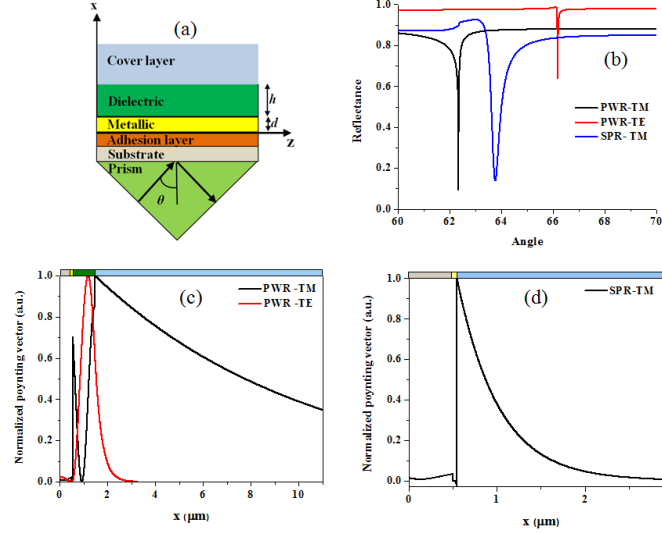 x
(a)
Cover layer
Dielectric
h
Metallic
d
Adhesion layer
z
Substrate
Prism
θ
1.0
0.8
0.6
0.4
0.2
0.0
Reflectance
(b)
PWR-TM
PWR-TE
SPR- TM
60
62
64
66
68
70
Angle
1.0
0.8
0.6
0.4
0.2
0.0
Normalized poynting vector (a.u.)
(c)
PWR -TM
PWR -TE
0
2
4
6
8
10
x (μm)
1.0
0.8
0.6
0.4
0.2
0.0
Normalized poynting vector (a.u.)
(d)
SPR-TM
0
1
2
x (μm)